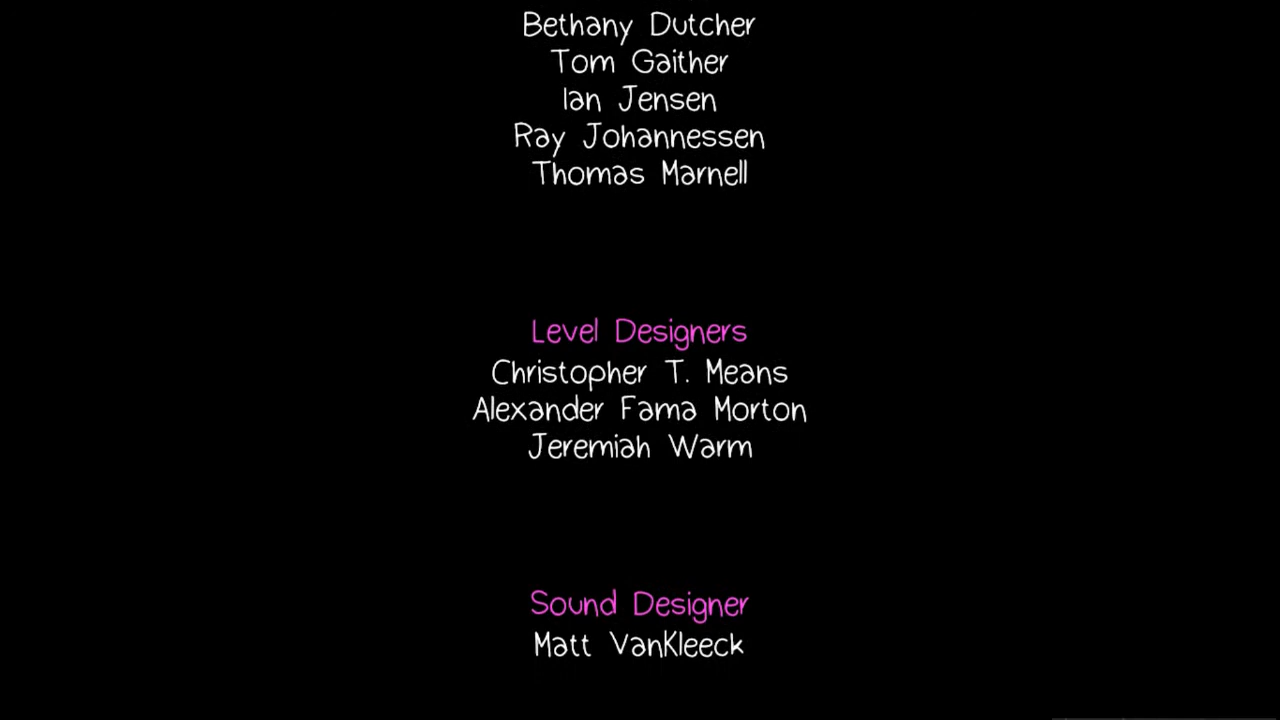 Bethany Dutcher
Tom Gaither
Ian Jensen
Ray Johannessen
Thomas Marnell
Level Designers
Christopher T. Means
Alexander Fama Morton
Jeremiah Warm
Sound Designer
Matt VanKleeck